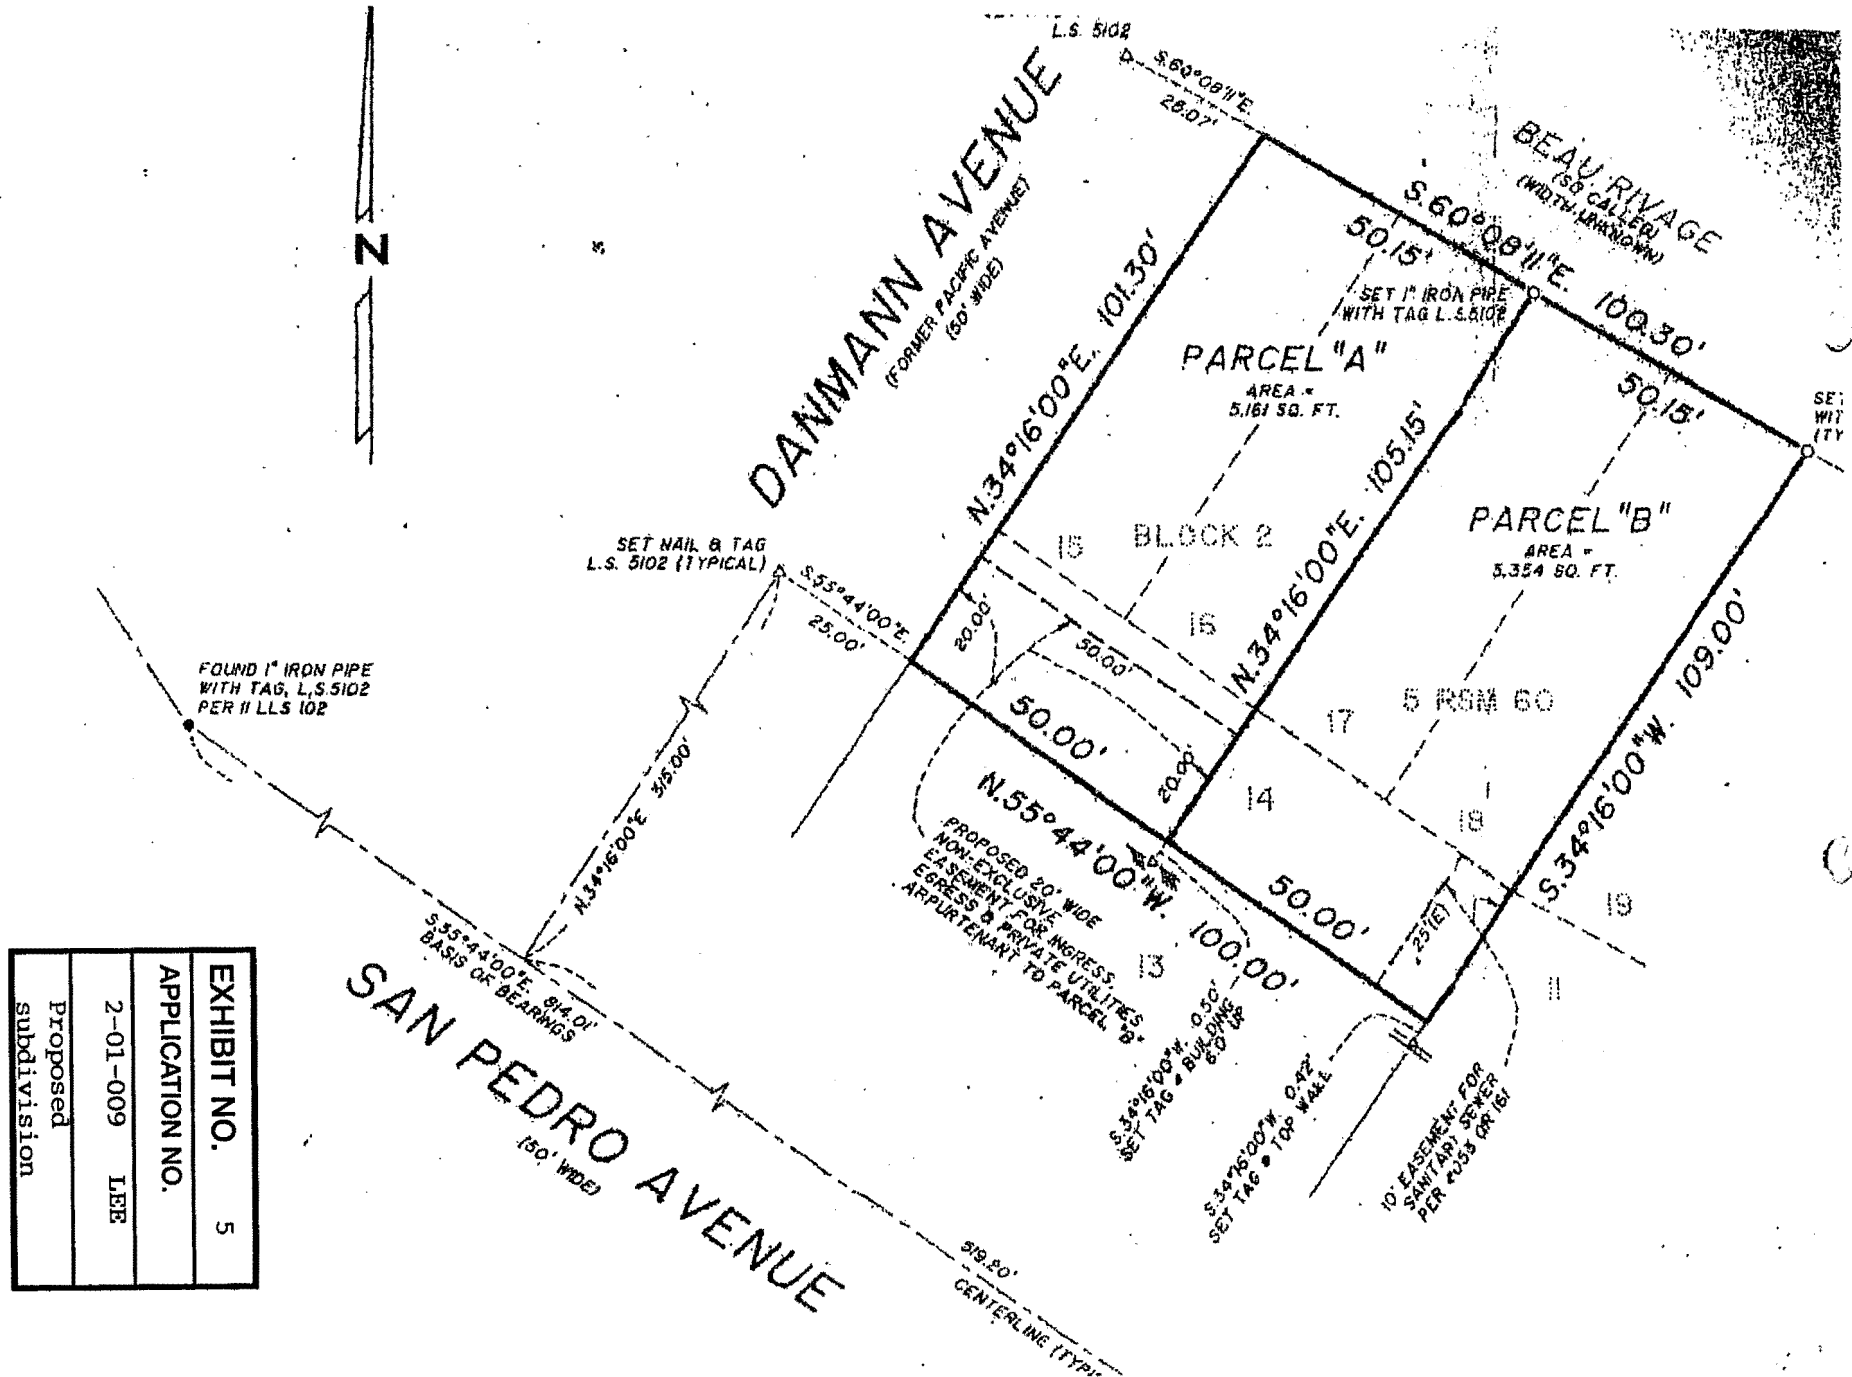 L.S. 5102
S.60°08'11"E.
26.07'
DANMANN AVENUE
(FORMER PACIFIC AVENUE)
(50' WIDE)
BEAU RIVAGE
(SO CALLED)
(WIDTH UNKNOWN)
S.60°08'11"E. 100.30'
50.15'
50.15'
SET 1" IRON PIPE
WITH TAG L.S.5102
N
N.34°16'00"E. 101.30'
PARCEL "A"
AREA =
5,161 SQ. FT.
N.34°16'00"E. 105.15'
PARCEL "B"
AREA =
5,354 SQ. FT.
S.34°16'00"W. 109.00'
15
BLOCK 2
16
17
5 RSM 60
18
19
14
13
11
SET NAIL & TAG
L.S. 5102 (TYPICAL)
S.55°44'00"E.
25.00'
20.00'
50.00'
20.00'
50.00'
50.00'
N.55°44'00"W. 100.00'
25'(E)
FOUND 1" IRON PIPE
WITH TAG, L.S.5102
PER 11 LLS 102
N.34°16'00"E 315.00'
PROPOSED 20' WIDE
NON-EXCLUSIVE
EASEMENT FOR INGRESS,
EGRESS & PRIVATE UTILITIES
APPURTENANT TO PARCEL "B"
S.34°16'00"W. 0.50'
SET TAG & BUILDING
6.0' UP
S.34°16'00"W. 0.42'
SET TAG TOP
10' EASEMENT FOR
SANITARY SEWER
PER OR 161
S.55°44'00"E. 814.01'
BASIS OF BEARINGS
SAN PEDRO AVENUE
(50' WIDE)
519.20'
CENTERLINE
EXHIBIT NO. 5
APPLICATION NO.
2-01-009 LEE
Proposed
subdivision